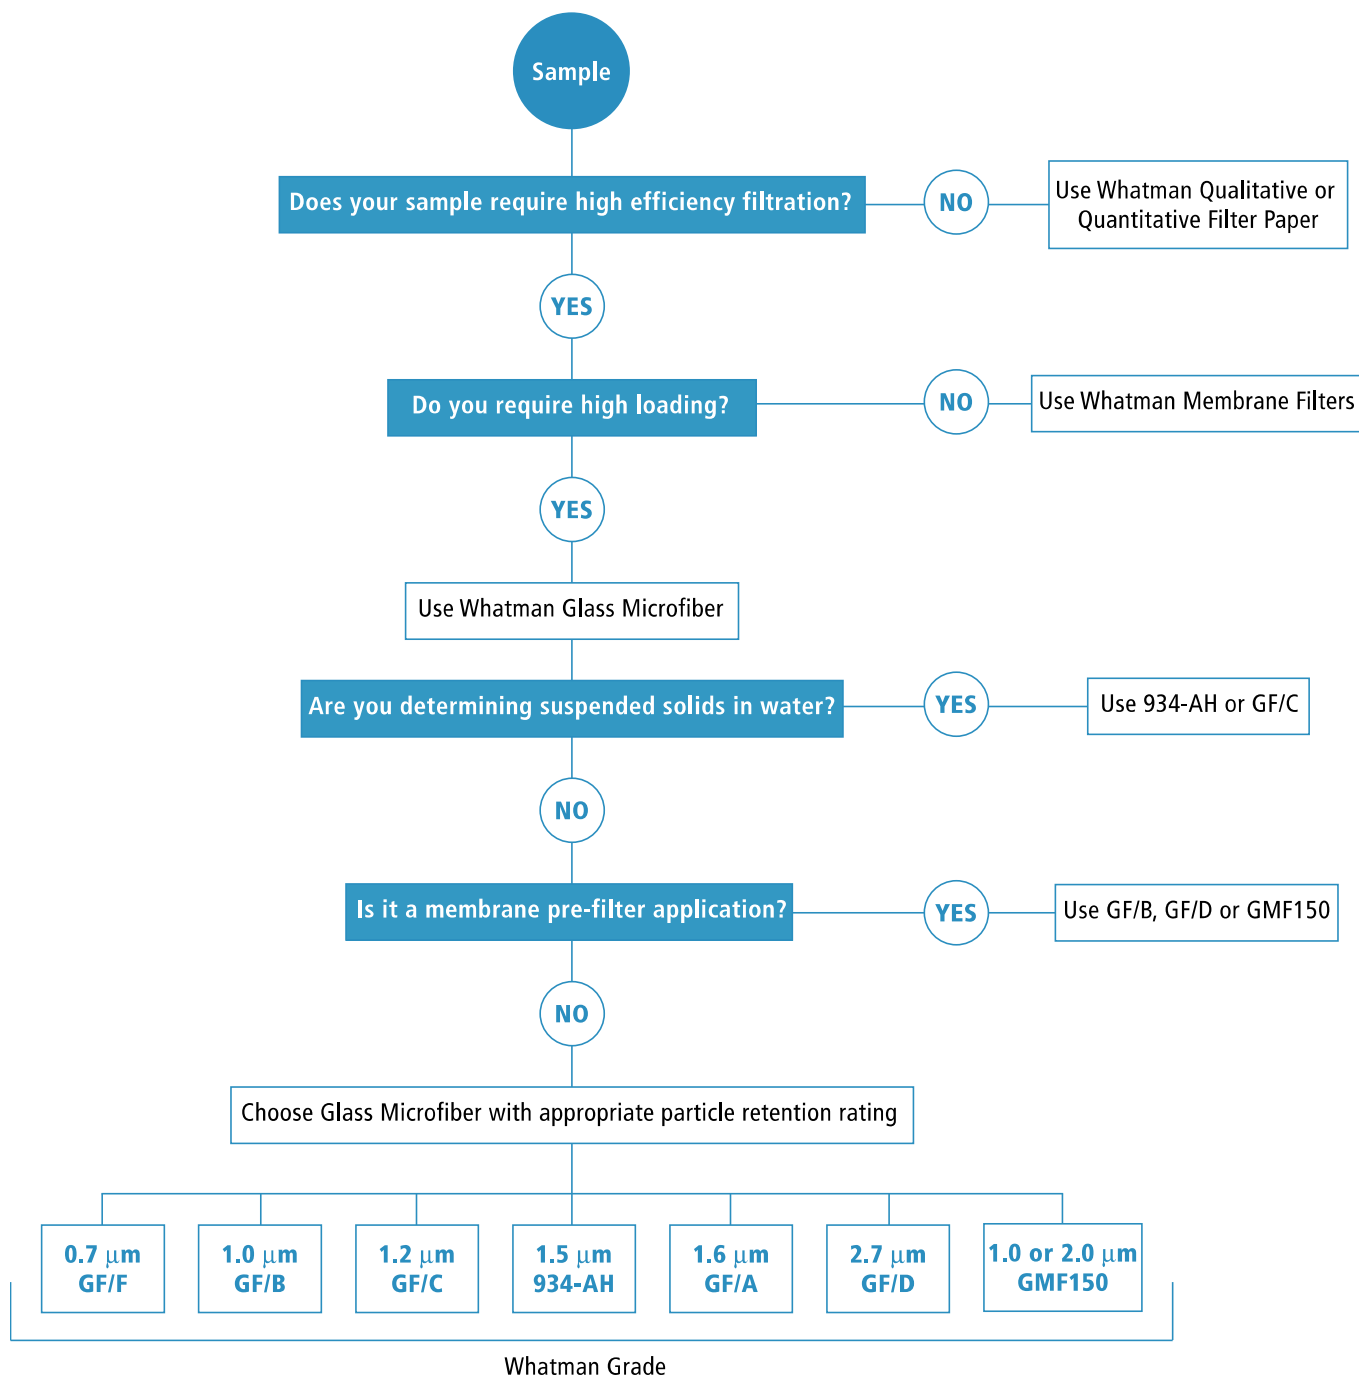 Sample
Does your sample require high efficiency filtration?
NO
Use Whatman Qualitative or
Quantitative Filter Paper
YES
Do you require high loading?
NO
Use Whatman Membrane Filters
YES
Use Whatman Glass Microfiber
Are you determining suspended solids in water?
YES
Use 934-AH or GF/C
NO
Is it a membrane pre-filter application?
YES
Use GF/B, GF/D or GMF150
NO
Choose Glass Microfiber with appropriate particle retention rating
0.7 µm
GF/F
1.0 µm
GF/B
1.2 µm
GF/C
1.5 µm
934-AH
1.6 µm
GF/A
2.7 µm
GF/D
1.0 or 2.0 µm
GMF150
Whatman Grade